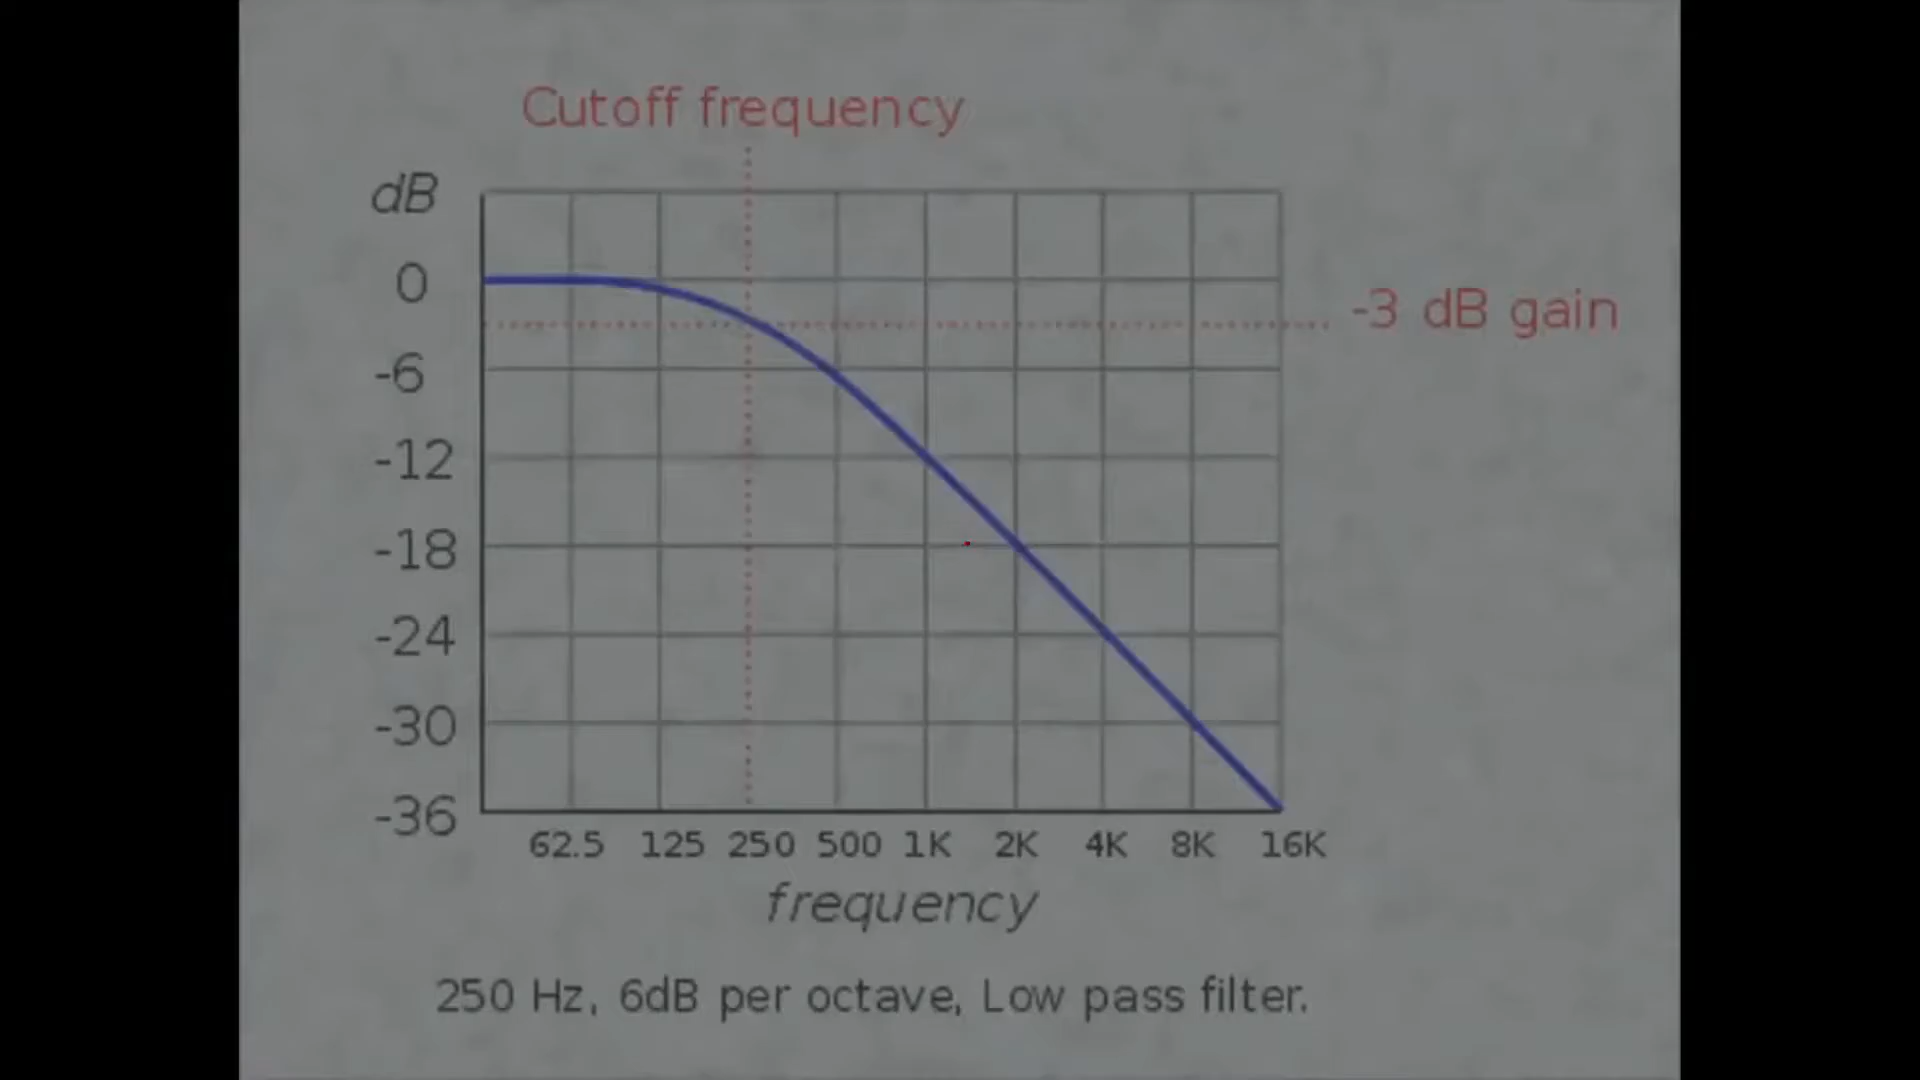 Cutoff frequency
dB
0
-3 dB gain
-6
-12
-18
-24
-30
-36
62.5 125 250 500 1K 2K 4K 8K 16K
frequency
250 Hz, 6dB per octave, Low pass filter.